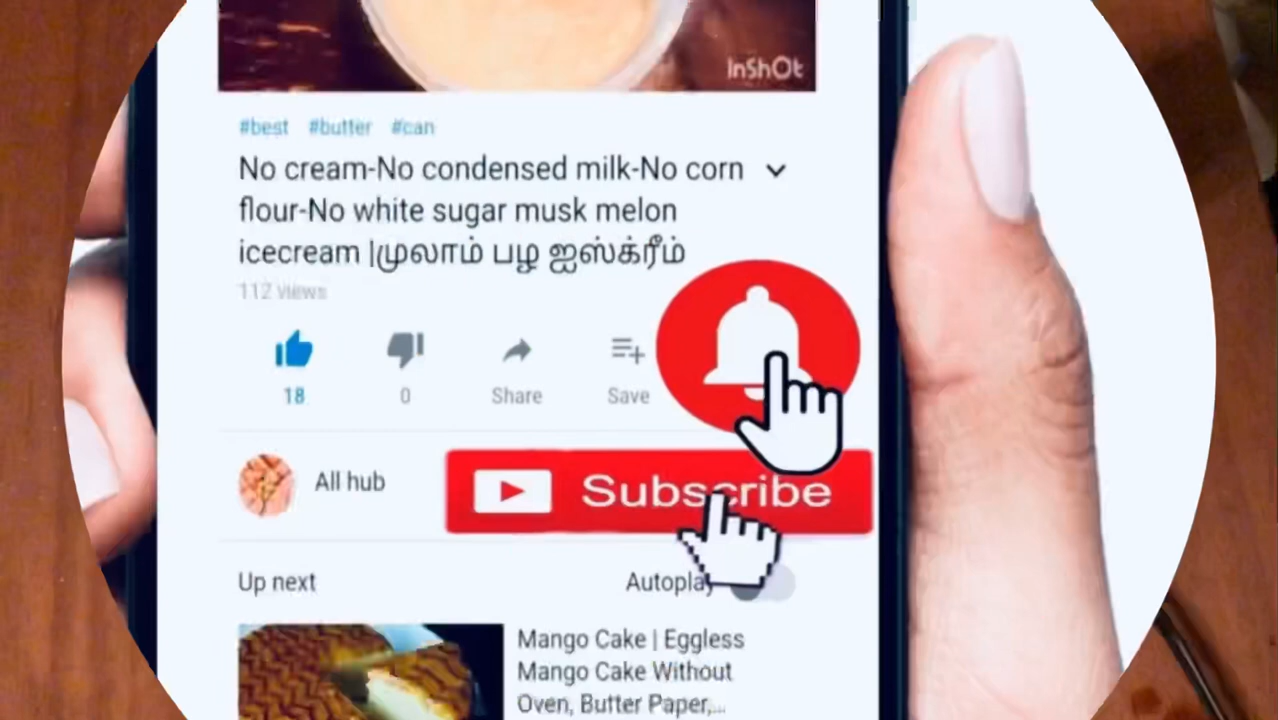 InShOt
#best #butter #can
No cream-No condensed milk-No corn
flour-No white sugar musk melon
icecream |முலாம் பழ ஐஸ்க்ரீம்
112 views
18
0
Share
Save
All hub
Subscribe
Up next
Autoplay
Mango Cake | Eggless
Mango Cake Without
Oven, Butter Paper,...